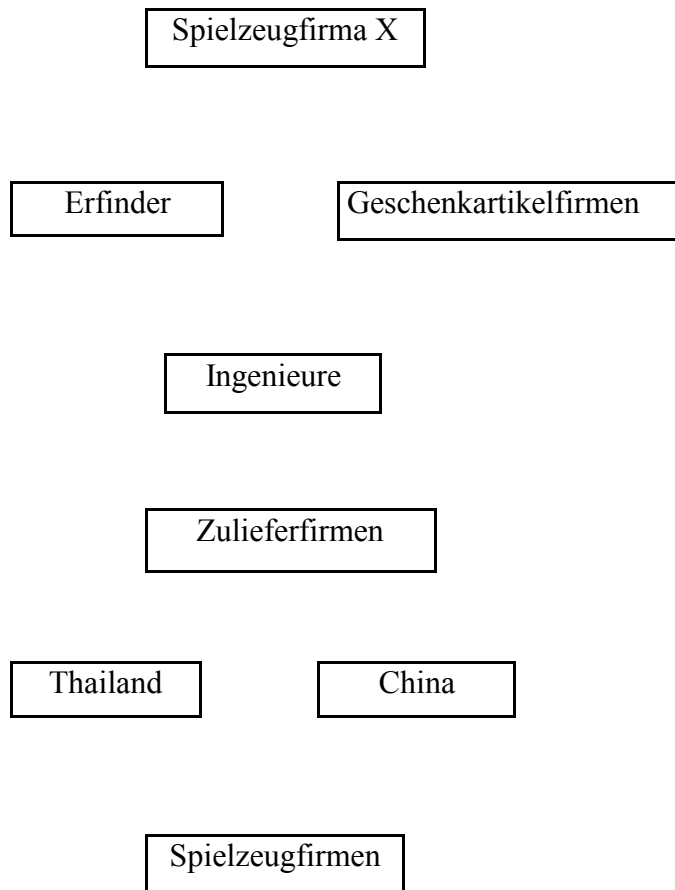 Spielzeugfirma X
Erfinder
Geschenkartikelfirmen
Ingenieure
Zulieferfirmen
Thailand
China
Spielzeugfirmen